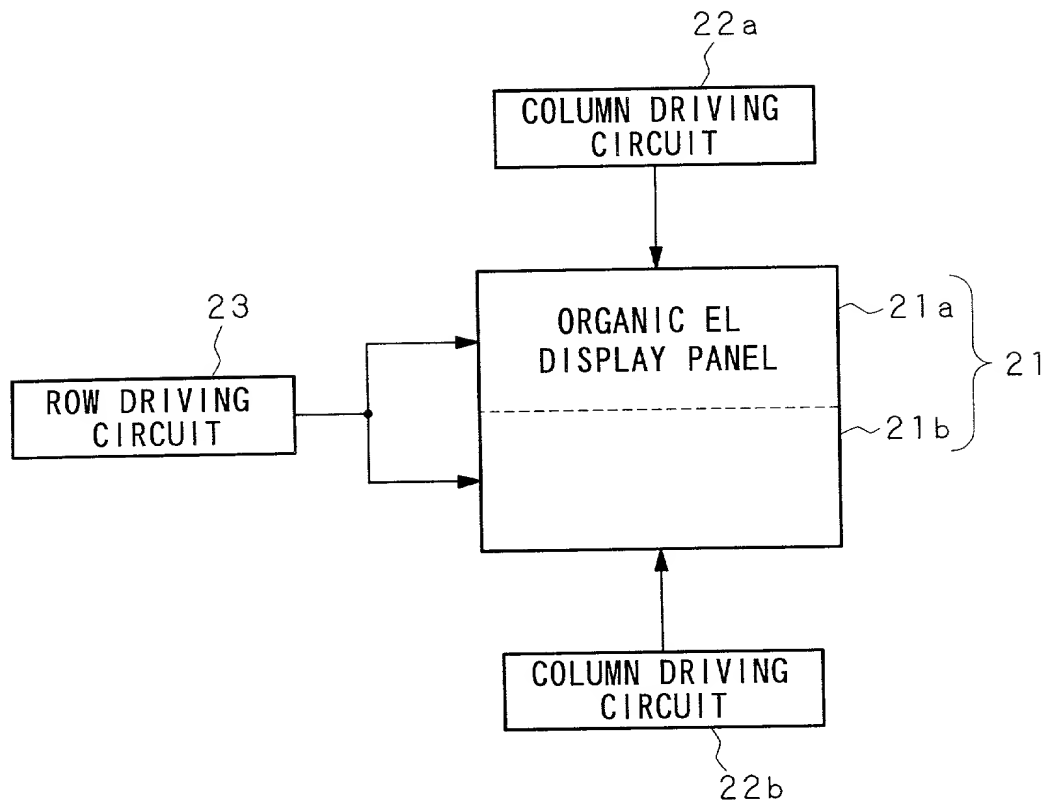 22a
COLUMN DRIVING
CIRCUIT
23
ORGANIC EL
DISPLAY PANEL
21a
21
ROW DRIVING
CIRCUIT
21b
COLUMN DRIVING
CIRCUIT
22b